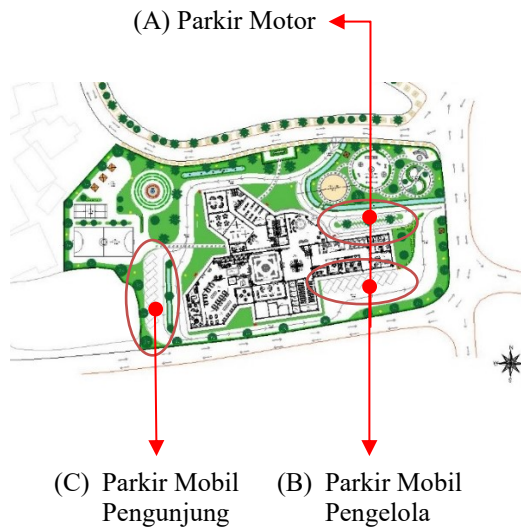 (A) Parkir Motor
(C) Parkir Mobil
Pengunjung
(B) Parkir Mobil
Pengelola